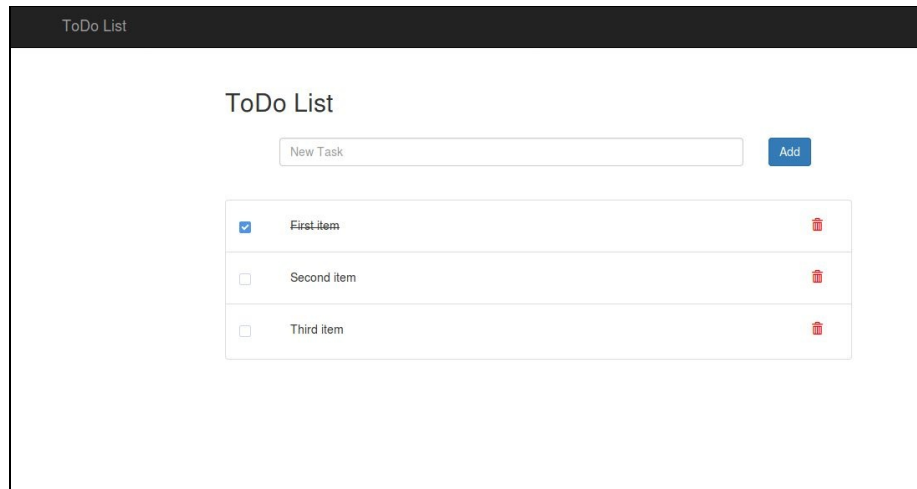 ToDo List
ToDo List
New Task
Add
First item
Second item
Third item